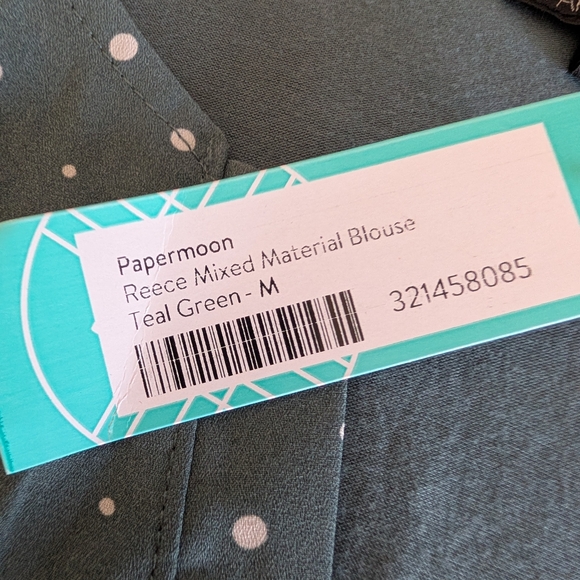 Papermoon
Reece Mixed Material Blouse
Teal Green - M
321458085